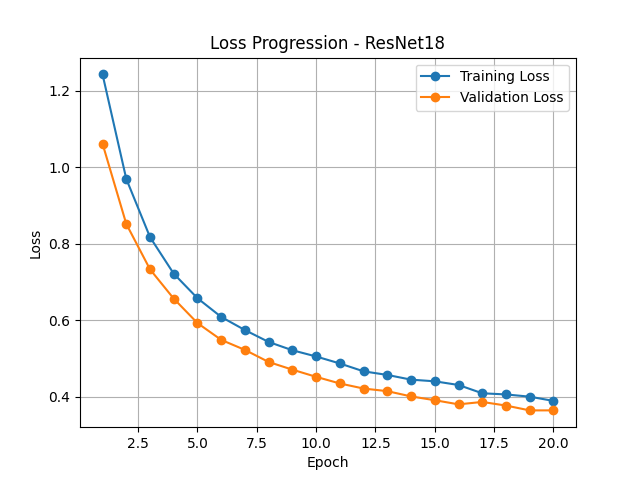 Loss Progression - ResNet18
Training Loss
Validation Loss
Loss
1.2
1.0
0.8
0.6
0.4
2.5 5.0 7.5 10.0 12.5 15.0 17.5 20.0
Epoch